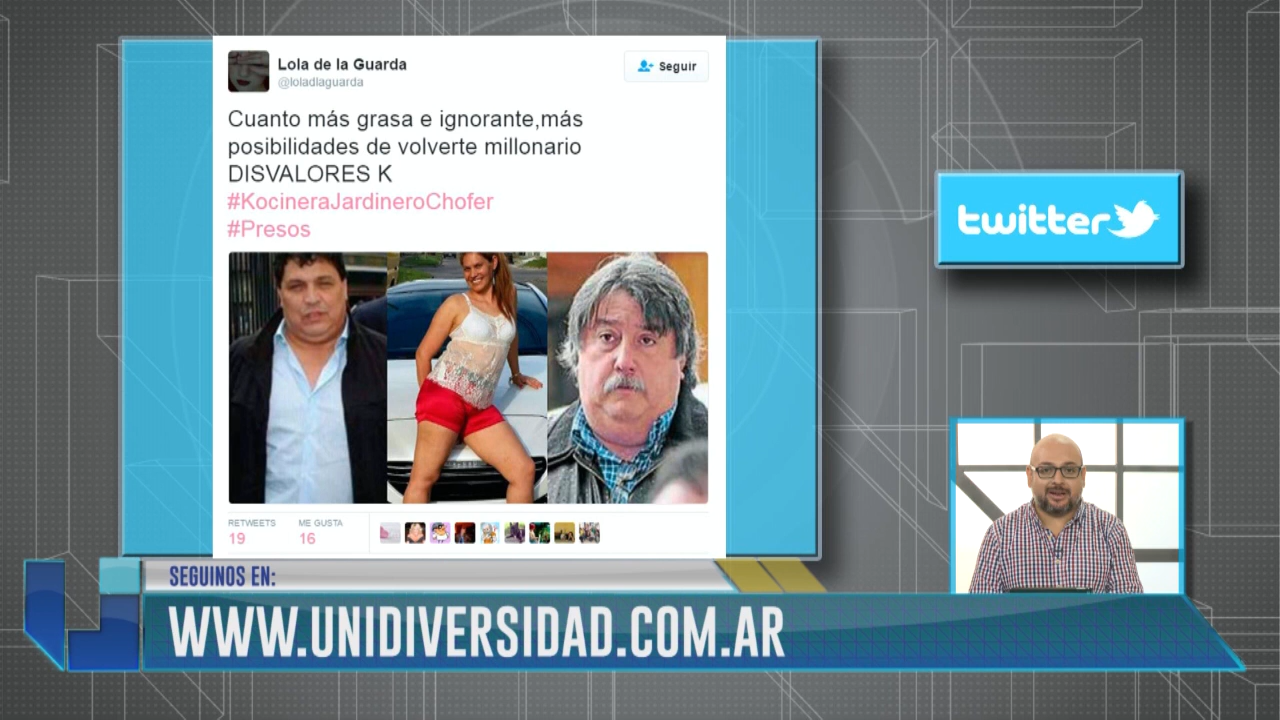 Lola de la Guarda
@loladlaguarda
Seguir
Cuanto más grasa e ignorante,más
posibilidades de volverte millonario
DISVALORES K
#KocineraJardineroChofer
#Presos
RETWEETS
ME GUSTA
19
16
twitter
SEGUINOS EN:
WWW.UNIDIVERSIDAD.COM.AR